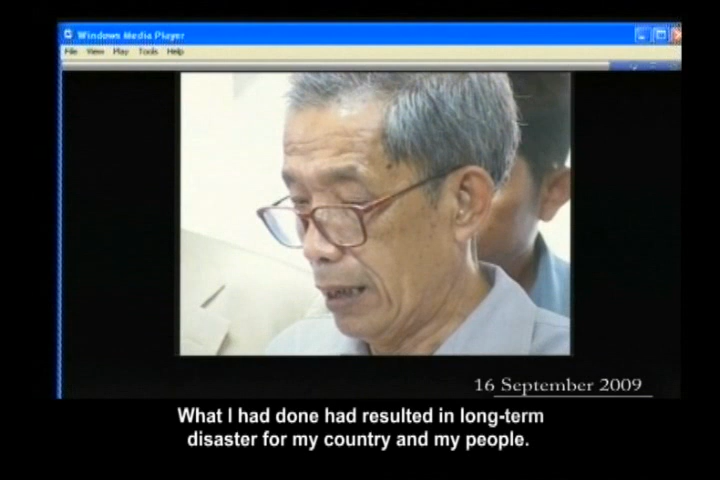 Windows Media Player
File View Play Tools Help
16 September 2009
What I had done had resulted in long-term
disaster for my country and my people.